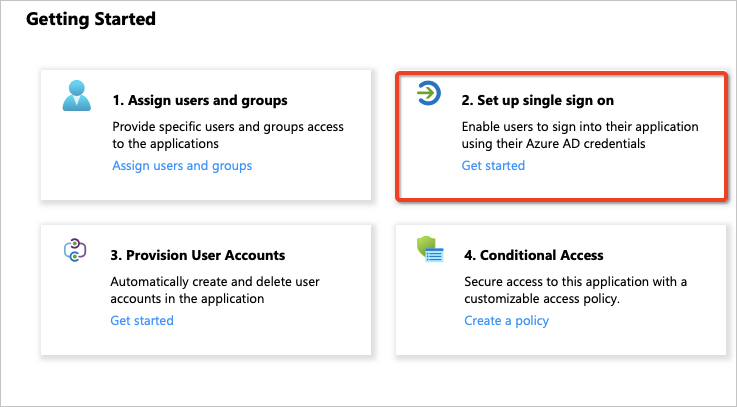 Getting Started
1. Assign users and groups
Provide specific users and groups access
to the applications
Assign users and groups
2. Set up single sign on
Enable users to sign into their application
using their Azure AD credentials
Get started
3. Provision User Accounts
Automatically create and delete user
accounts in the application
Get started
4. Conditional Access
Secure access to this application with a
customizable access policy.
Create a policy